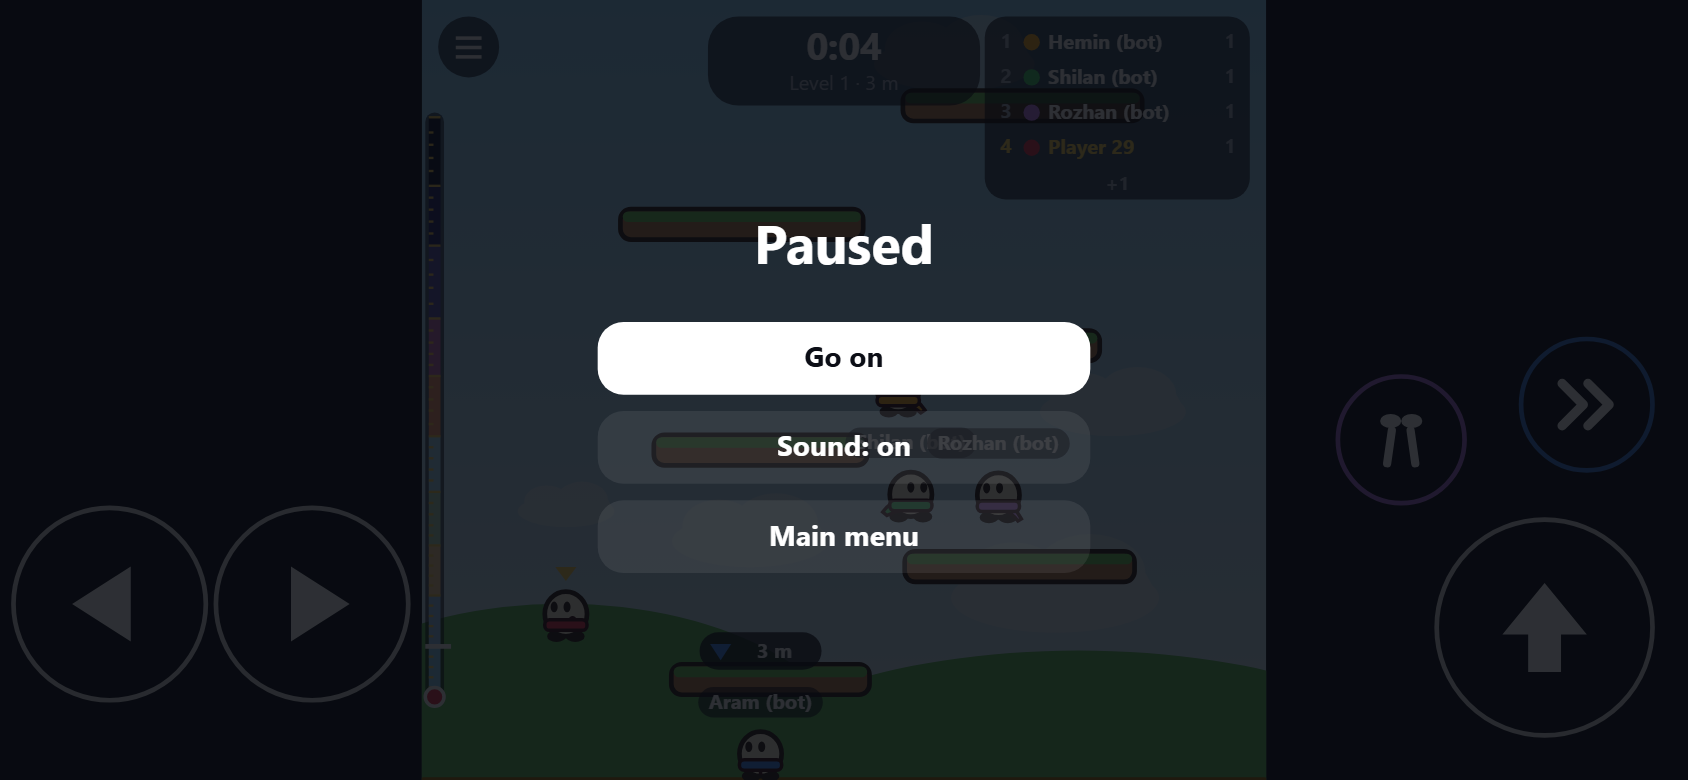 0:04
Level 1 · 3 m
1 Hemin (bot) 1
2 Shilan (bot) 1
3 Rozhan (bot) 1
4 Player 29 1
+1
Paused
Go on
Sound: on
Rozhan (bot)
Main menu
3 m
Aram (bot)